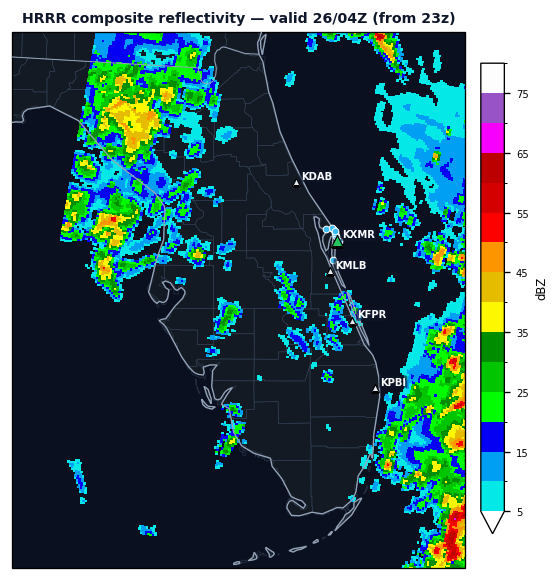 HRRR composite reflectivity — valid 26/04Z (from 23z)
KDAB
KXMR
KMLB
KFPR
KPBI
75
65
55
45
35
25
15
5
dBZ